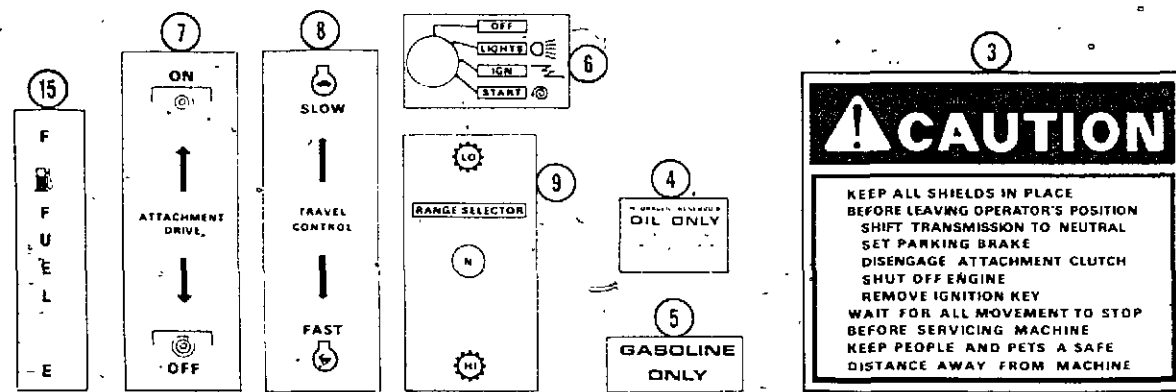 15
F
F
U
E
L
E
7
ON
ATTACHMENT
DRIVE
OFF
8
SLOW
TRAVEL
CONTROL
FAST
6
OFF
LIGHTS
IGN
START
9
LO
RANGE SELECTOR
N
HI
4
OIL ONLY
5
GASOLINE
ONLY
3
CAUTION
KEEP ALL SHIELDS IN PLACE
BEFORE LEAVING OPERATOR'S POSITION
SHIFT TRANSMISSION TO NEUTRAL
SET PARKING BRAKE
DISENGAGE ATTACHMENT CLUTCH
SHUT OFF ENGINE
REMOVE IGNITION KEY
WAIT FOR ALL MOVEMENT TO STOP
BEFORE SERVICING MACHINE
KEEP PEOPLE AND PETS A SAFE
DISTANCE AWAY FROM MACHINE